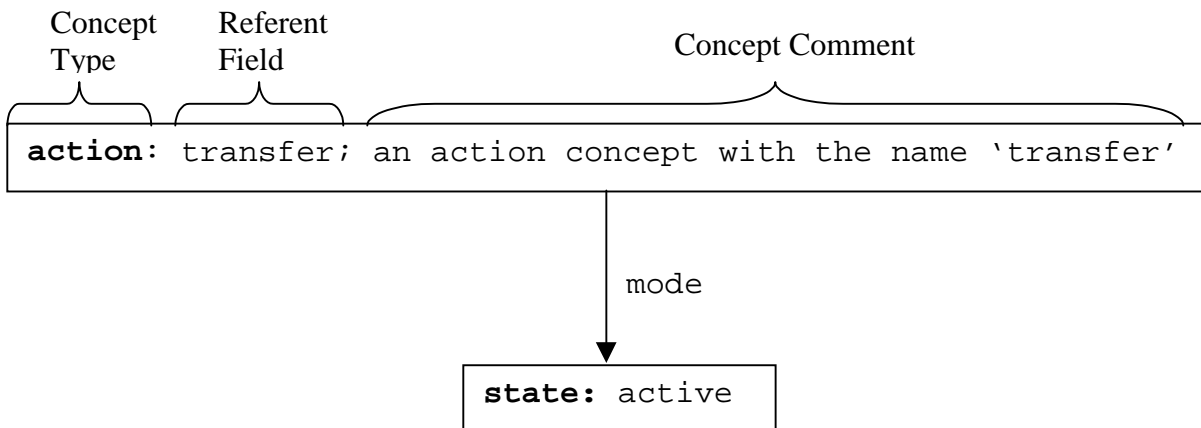 Concept
Type
Referent
Field
Concept Comment
action: transfer; an action concept with the name ‘transfer’
mode
state: active